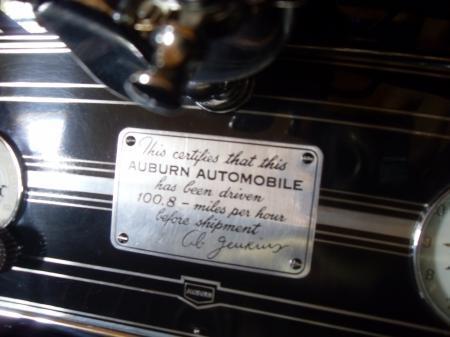 This certifies that this
AUBURN AUTOMOBILE
has been driven
100.8 - miles per hour
before shipment
Ab Jenkins
AUBURN